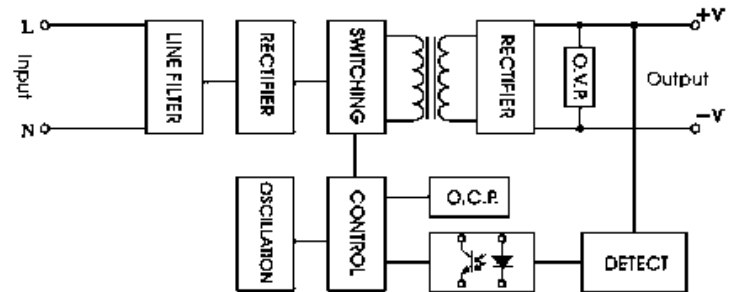 L
Input
N
LINE FILTER
RECTIFIER
SWITCHING
RECTIFIER
O.V.P.
+V
Output
-V
OSCILLATION
CONTROL
O.C.P.
DETECT